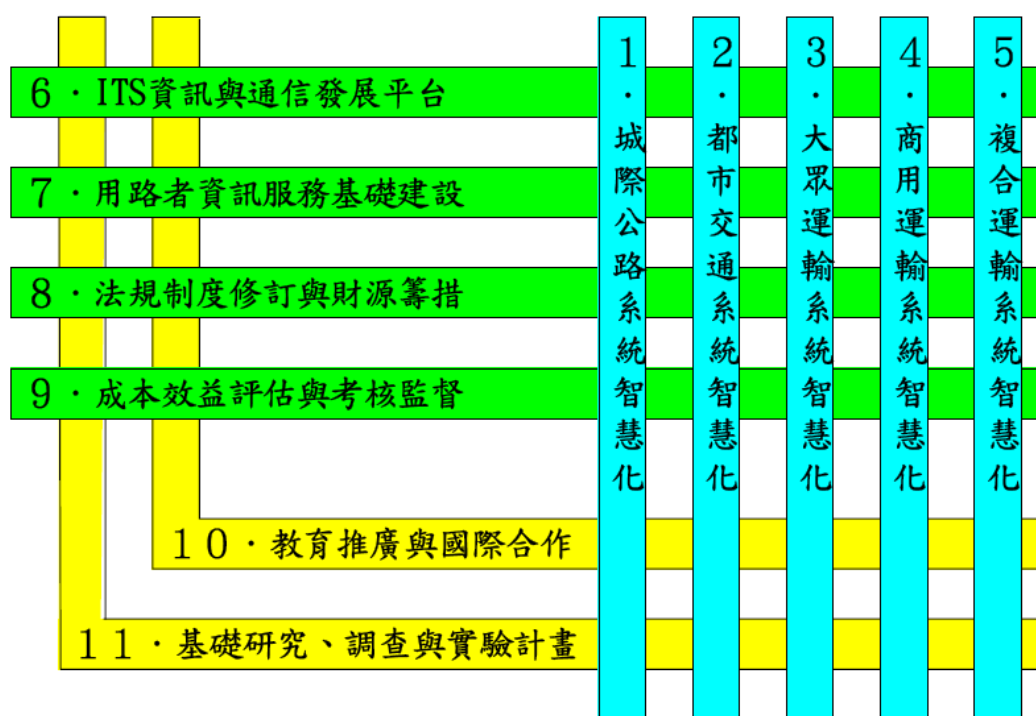 1·城際公路系統智慧化
2·都市交通系統智慧化
3·大眾運輸系統智慧化
4·商用運輸系統智慧化
5·複合運輸系統智慧化
6·ITS資訊與通信發展平台
7·用路者資訊服務基礎建設
8·法規制度修訂與財源籌措
9·成本效益評估與考核監督
10·教育推廣與國際合作
11·基礎研究、調查與實驗計畫